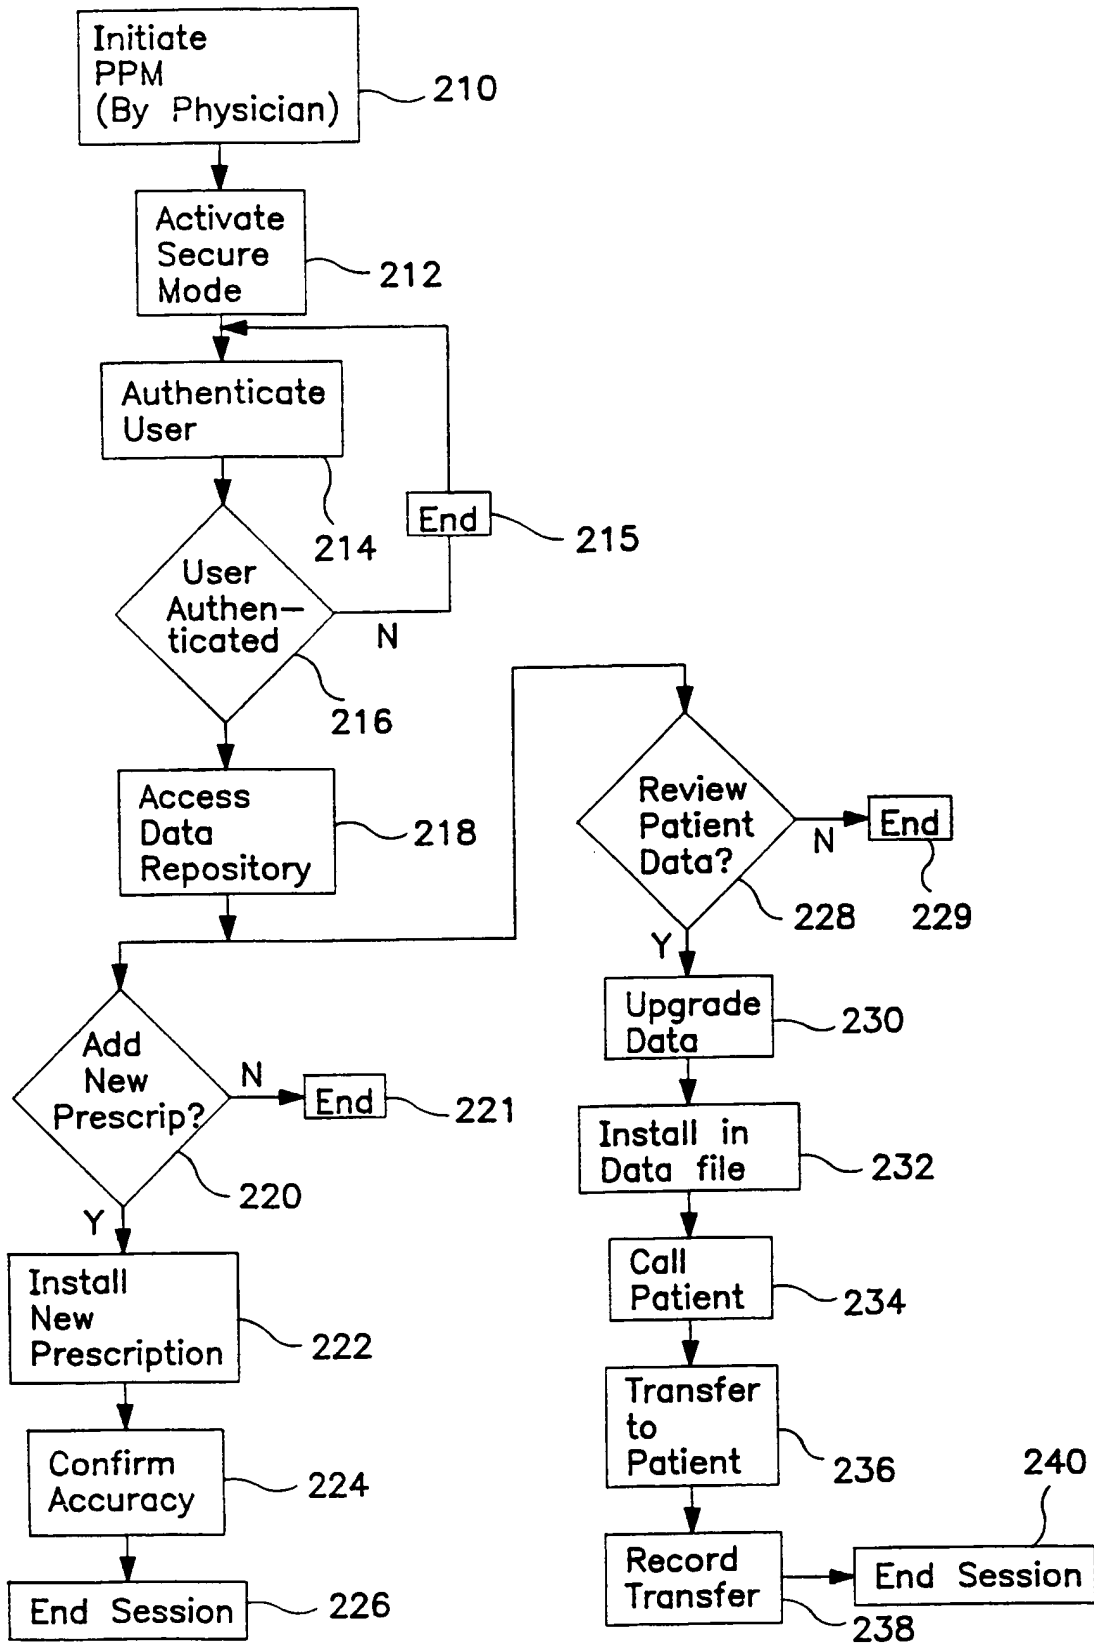 Initiate
PPM
(By Physician)
210
Activate
Secure
Mode
212
Authenticate
User
214
End
215
User
Authen-
ticated
N
216
Access
Data
Repository
218
Add
New
Prescrip?
N
End
221
220
Y
Install
New
Prescription
222
Confirm
Accuracy
224
End Session
226
Review
Patient
Data?
N
End
229
228
Y
Upgrade
Data
230
Install in
Data file
232
Call
Patient
234
Transfer
to
Patient
236
Record
Transfer
238
End Session
240